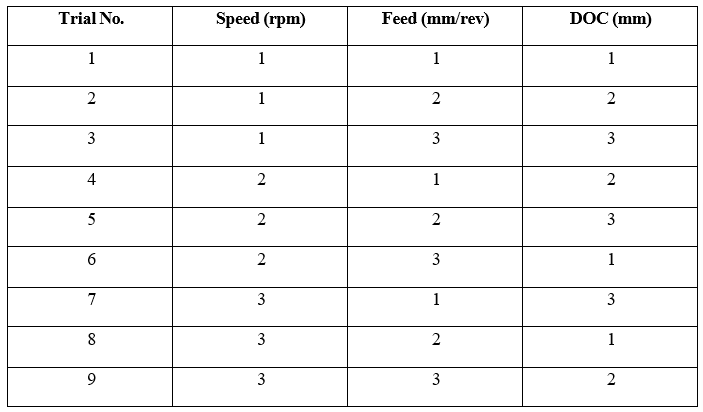 Trial No. Speed (rpm) Feed (mm/rev) DOC (mm)
1 1 1 1
2 1 2 2
3 1 3 3
4 2 1 2
5 2 2 3
6 2 3 1
7 3 1 3
8 3 2 1
9 3 3 2